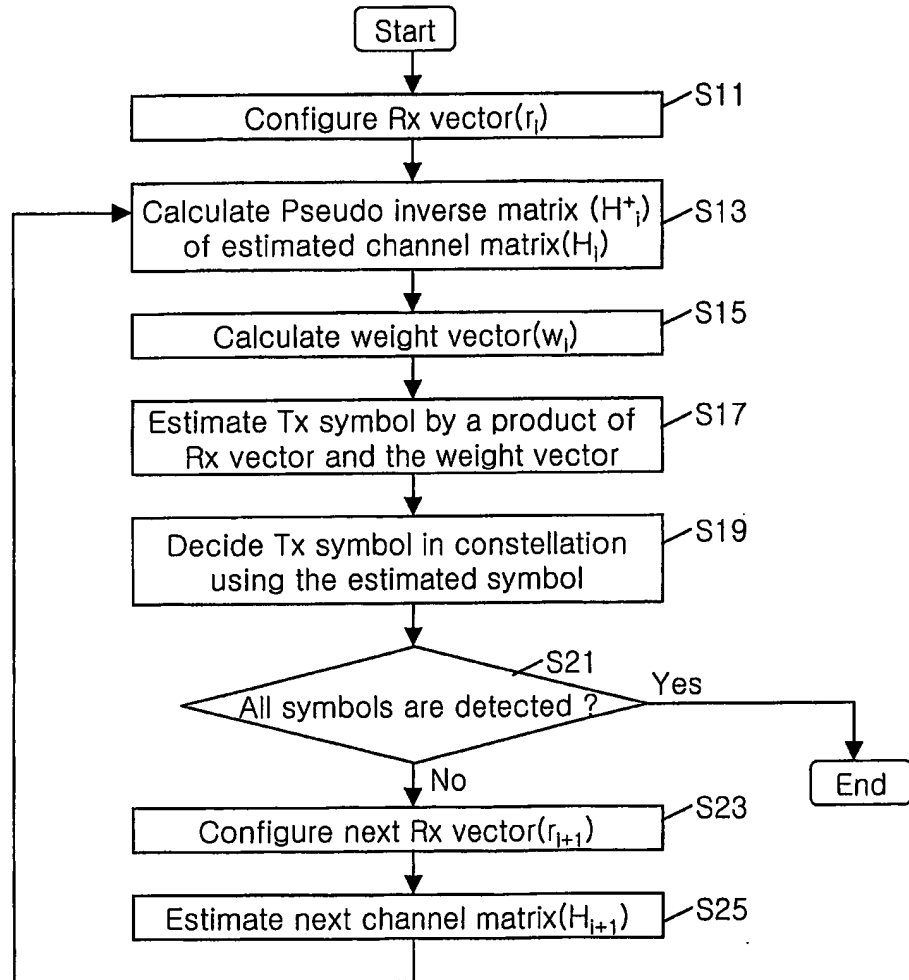 Start
S11
Configure Rx vector(r_i)
Calculate Pseudo inverse matrix (H^+_i)
of estimated channel matrix(H_i)
S13
S15
Calculate weight vector(w_i)
Estimate Tx symbol by a product of
Rx vector and the weight vector
S17
Decide Tx symbol in constellation
using the estimated symbol
S19
S21
All symbols are detected ?
Yes
No
End
S23
Configure next Rx vector(r_{i+1})
Estimate next channel matrix(H_{i+1})
S25